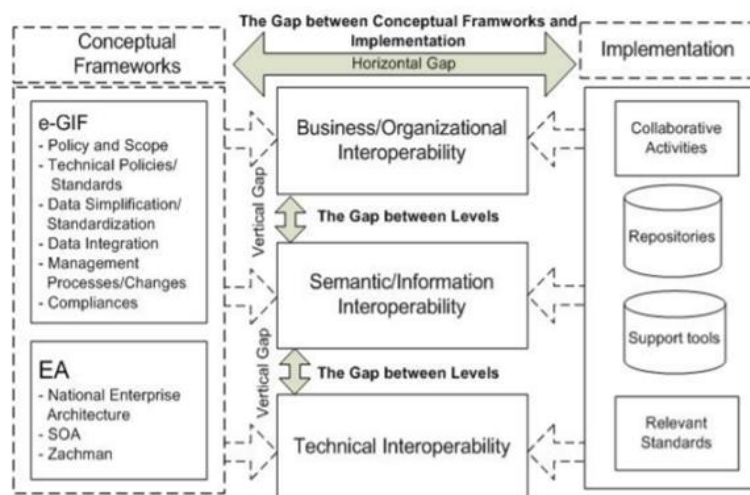 The Gap between Conceptual Framworks and
Implementation
Horizontal Gap
Conceptual
Frameworks
Implementation
e-GIF
- Policy and Scope
- Technical Policies/
Standards
- Data Simplification/
Standardization
- Data Integration
- Management
Processes/Changes
- Compliances
EA
- National Enterprise
Architecture
- SOA
- Zachman
Business/Organizational
Interoperability
Vertical Gap
The Gap between Levels
Semantic/Information
Interoperability
Vertical Gap
The Gap between Levels
Technical Interoperability
Collaborative
Activities
Repositories
Support tools
Relevant
Standards